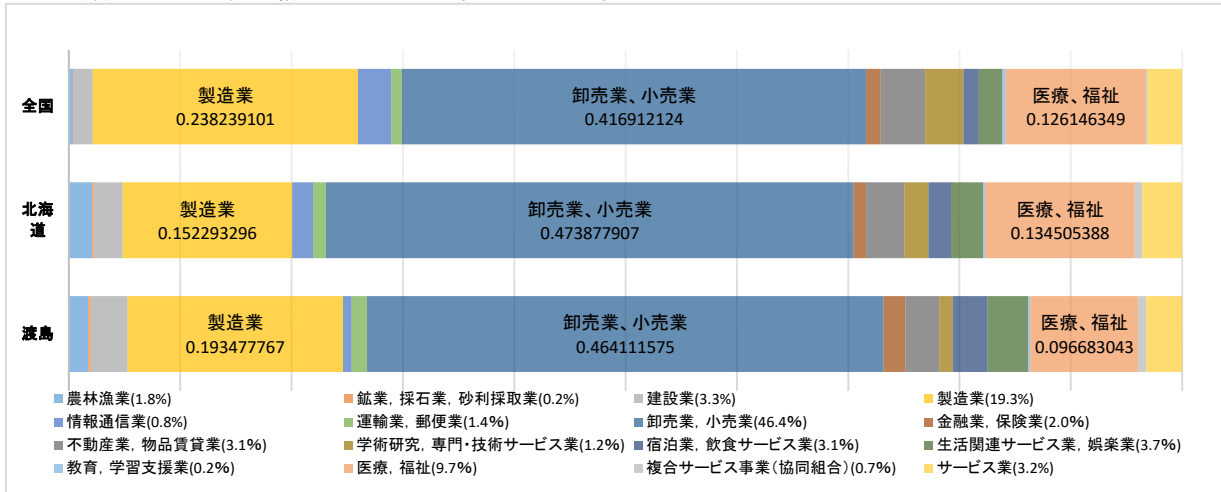 全国
製造業
0.238239101
卸売業、小売業
0.416912124
医療、福祉
0.126146349
北海
道
製造業
0.152293296
卸売業、小売業
0.473877907
医療、福祉
0.134505388
渡島
製造業
0.193477767
卸売業、小売業
0.464111575
医療、福祉
0.096683043
農林漁業(1.8%) 鉱業, 採石業, 砂利採取業(0.2%) 建設業(3.3%) 製造業(19.3%)
情報通信業(0.8%) 運輸業, 郵便業(1.4%) 卸売業, 小売業(46.4%) 金融業, 保険業(2.0%)
不動産業, 物品賃貸業(3.1%) 学術研究, 専門・技術サービス業(1.2%) 宿泊業, 飲食サービス業(3.1%) 生活関連サービス業, 娯楽業(3.7%)
教育, 学習支援業(0.2%) 医療, 福祉(9.7%) 複合サービス事業(協同組合)(0.7%) サービス業(3.2%)